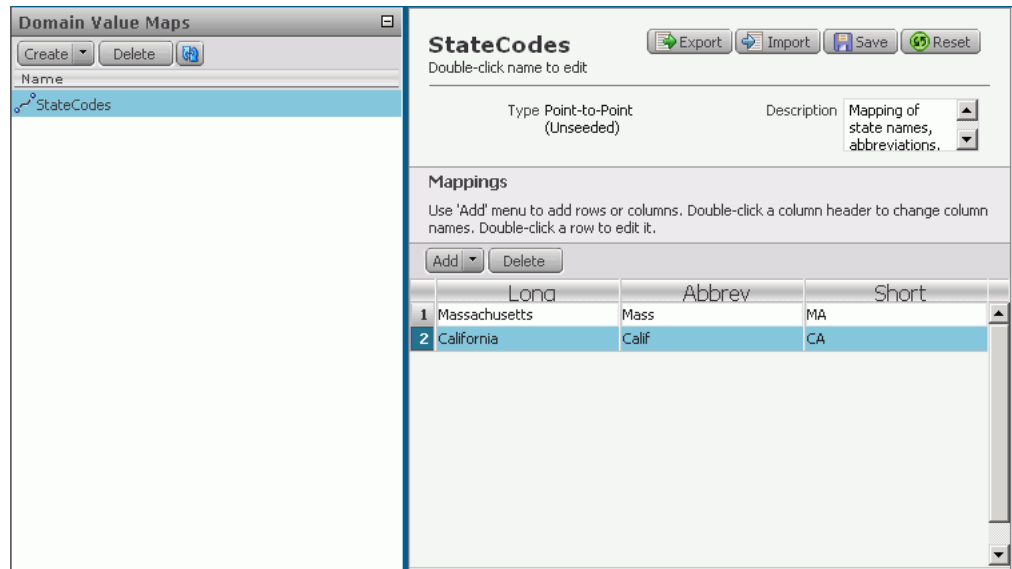 Domain Value Maps
Create Delete
Name
StateCodes
StateCodes
Export Import Save Reset
Double-click name to edit
Type Point-to-Point
(Unseeded)
Description Mapping of
state names,
abbreviations.
Mappings
Use 'Add' menu to add rows or columns. Double-click a column header to change column
names. Double-click a row to edit it.
Add Delete
Long Abbrev Short
1 Massachusetts Mass MA
2 California Calif CA